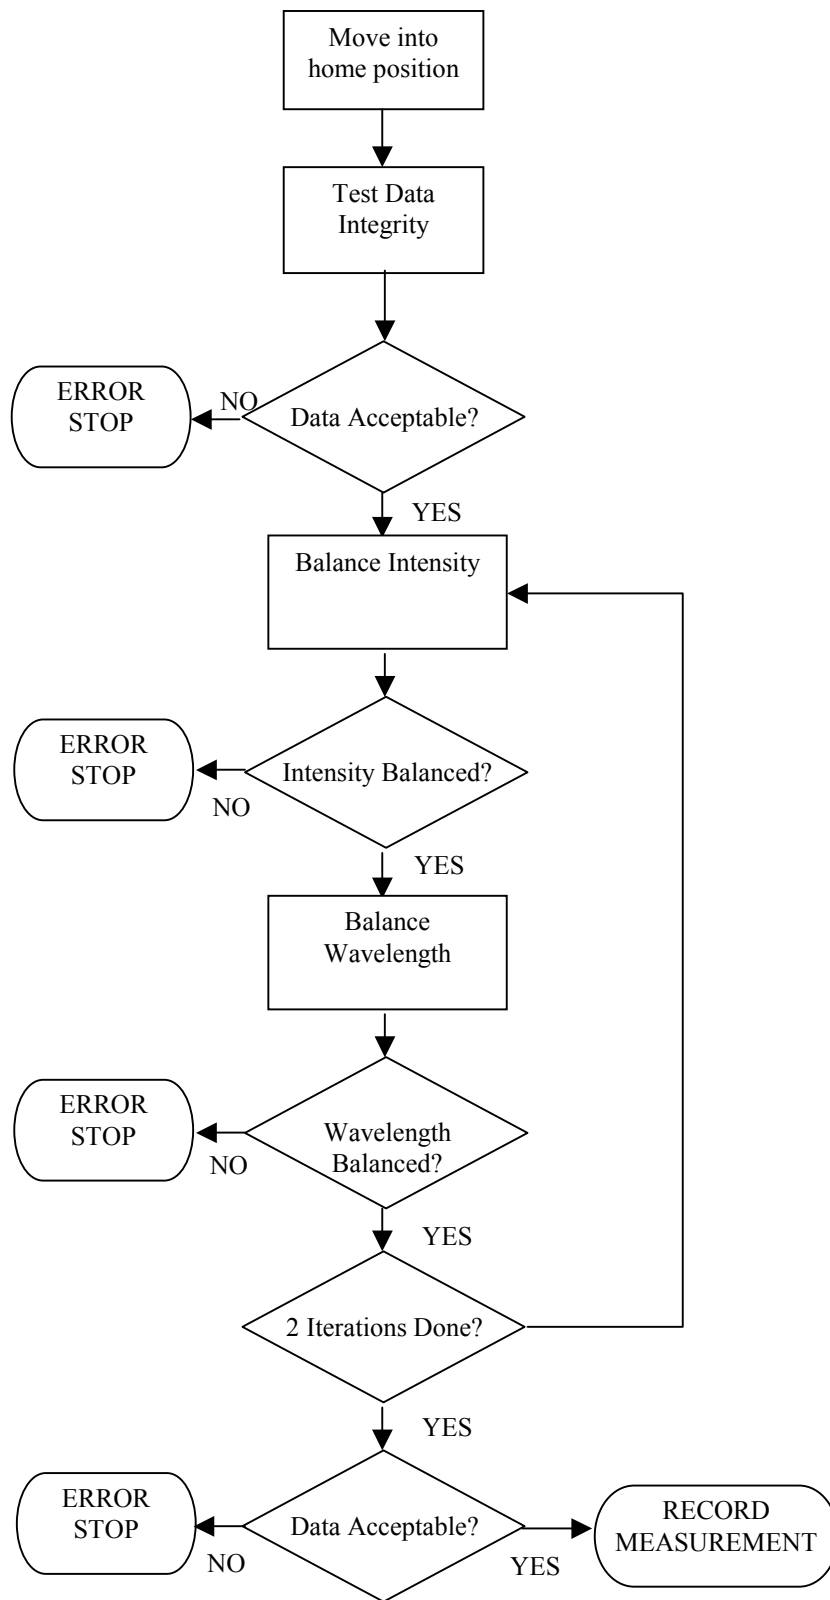 Move into
home position
Test Data
Integrity
ERROR
STOP
NO
Data Acceptable?
YES
Balance Intensity
ERROR
STOP
NO
Intensity Balanced?
YES
Balance
Wavelength
ERROR
STOP
NO
Wavelength
Balanced?
YES
2 Iterations Done?
YES
ERROR
STOP
NO
Data Acceptable?
YES
RECORD
MEASUREMENT